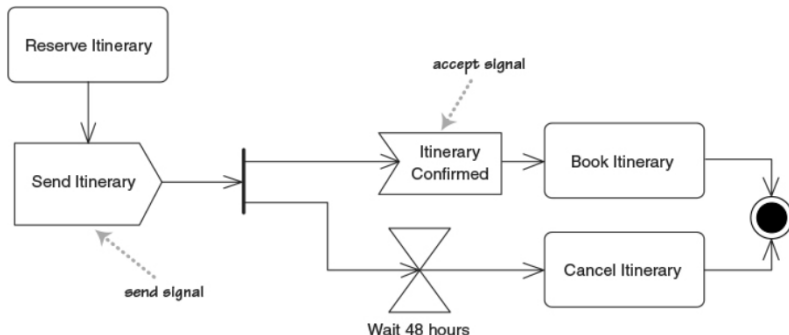 Reserve Itinerary
accept signal
Itinerary
Confirmed
Send Itinerary
Book Itinerary
send signal
Cancel Itinerary
Wait 48 hours